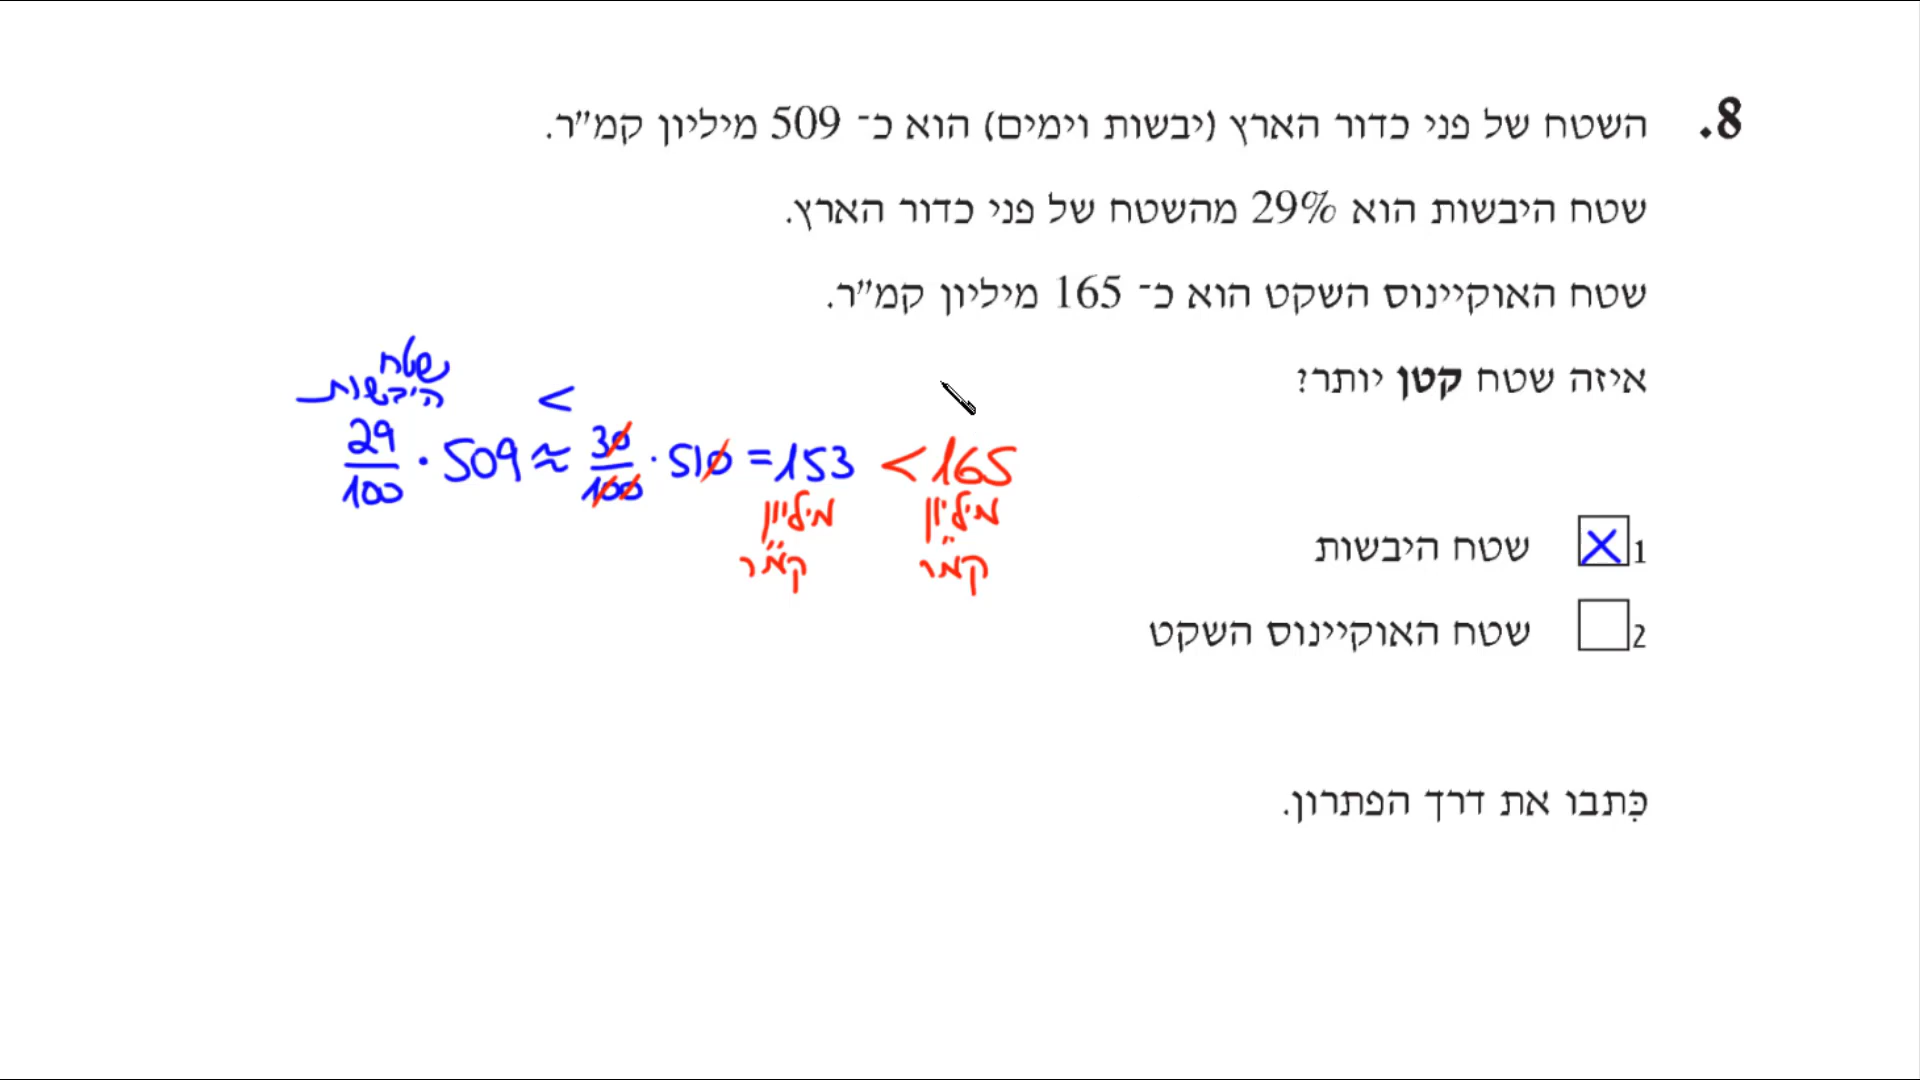 8. השטח של פני כדור הארץ (יבשות וימים) הוא כ־ 509 מיליון קמ"ר.
שטח היבשות הוא 29% מהשטח של פני כדור הארץ.
שטח האוקיינוס השקט הוא כ־ 165 מיליון קמ"ר.
איזה שטח קטן יותר?
שטח
היבשות <
29/100 · 509 ≈ 30/100 · 510 = 153 < 165
מיליון מיליון
קמ"ר קמ"ר
1 X שטח היבשות
2 שטח האוקיינוס השקט
כִּתבו את דרך הפתרון.